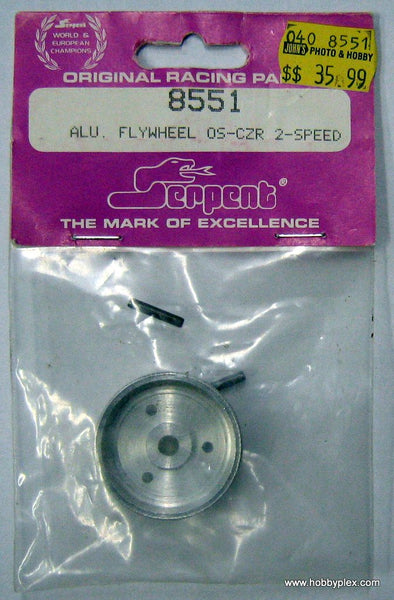 Serpent
WORLD &
EUROPEAN
CHAMPIONS
040 8551
JOHN'S PHOTO & HOBBY
$$ 35.99
ORIGINAL RACING PA
8551
ALU. FLYWHEEL OS-CZR 2-SPEED
Serpent®
THE MARK OF EXCELLENCE
www.hobbyplex.com